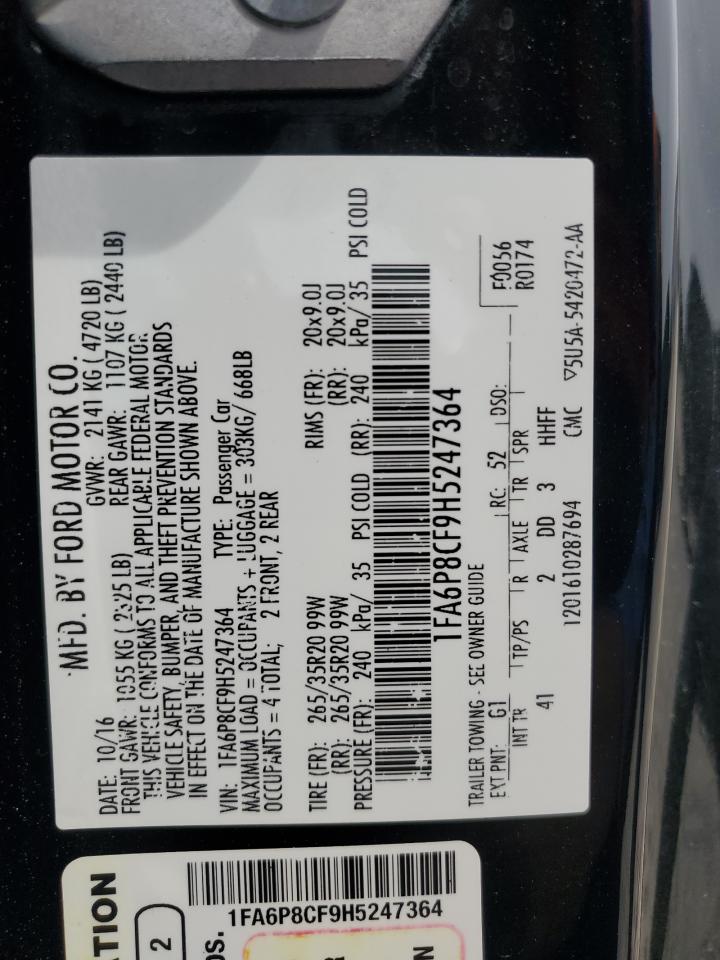 MFD. BY FORD MOTOR CO.
DATE: 10/16 GVWR: 2141 KG ( 4720 LB)
FRONT GAWR: 1055 KG ( 2325 LB) REAR GAWR: 1107 KG ( 2440 LB)
THIS VEHICLE CONFORMS TO ALL APPLICABLE FEDERAL MOTOR
VEHICLE SAFETY, BUMPER, AND THEFT PREVENTION STANDARDS
IN EFFECT ON THE DATE OF MANUFACTURE SHOWN ABOVE.
VIN: 1FA6P8CF9H5247364 TYPE: Passenger Car
MAXIMUM LOAD = OCCUPANTS + LUGGAGE = 303KG/ 668LB
OCCUPANTS = 4 TOTAL; 2 FRONT, 2 REAR
TIRE (FR): 265/35R20 99W RIMS (FR): 20x9.0J
(RR): 265/35R20 99W (RR): 20x9.0J
PRESSURE (FR): 240 kPa/ 35 PSI COLD (RR): 240 kPa/ 35 PSI COLD
1FA6P8CF9H5247364
TRAILER TOWING - SEE OWNER GUIDE F0056
EXT PNT: G1 RC: 52 DSO: R0174
INT TR TP/PS R AXLE TR SPR
41 2 DD 3 HHFF
1201610287694 CMC ▽5U5A-5420472-AA
ATION
2
OS.
1FA6P8CF9H5247364
R
N